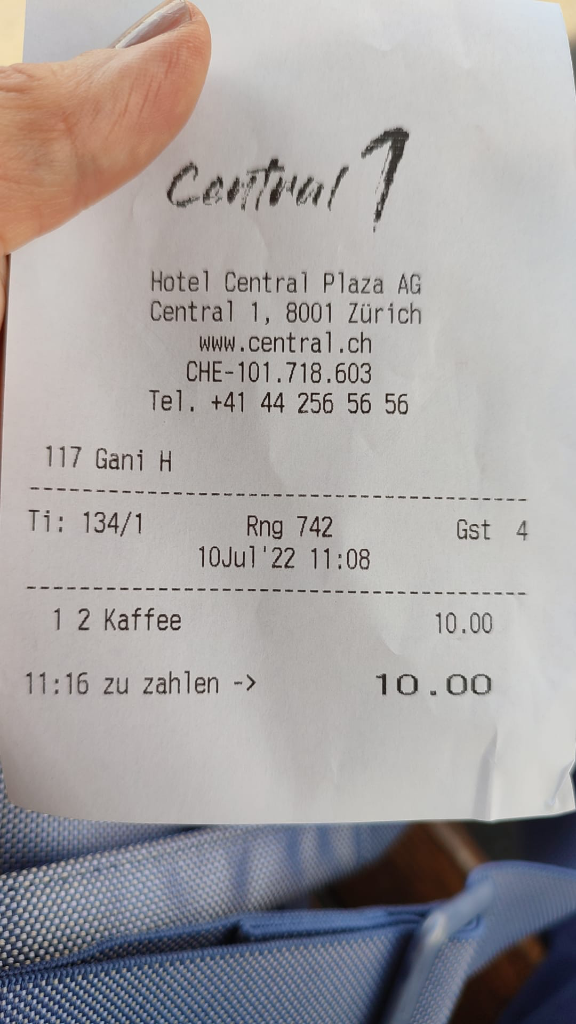 Central 1
Hotel Central Plaza AG
Central 1, 8001 Zürich
www.central.ch
CHE-101.718.603
Tel. +41 44 256 56 56
117 Gani H
Ti: 134/1 Rng 742 Gst 4
10Jul'22 11:08
1 2 Kaffee 10.00
11:16 zu zahlen -> 10.00